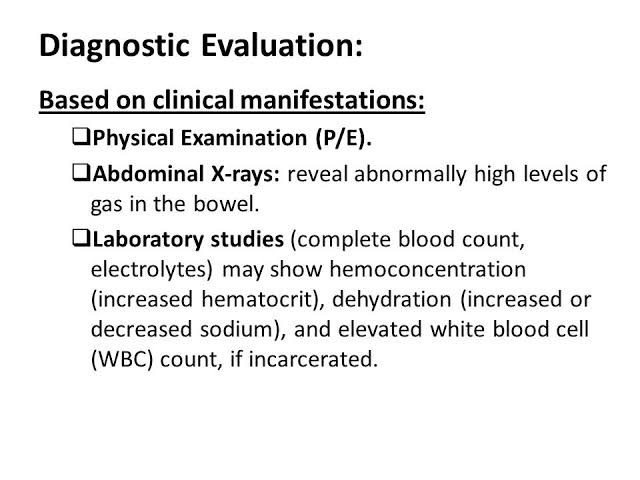 Diagnostic Evaluation:
Based on clinical manifestations:
❑Physical Examination (P/E).
❑Abdominal X-rays: reveal abnormally high levels of
gas in the bowel.
❑Laboratory studies (complete blood count,
electrolytes) may show hemoconcentration
(increased hematocrit), dehydration (increased or
decreased sodium), and elevated white blood cell
(WBC) count, if incarcerated.